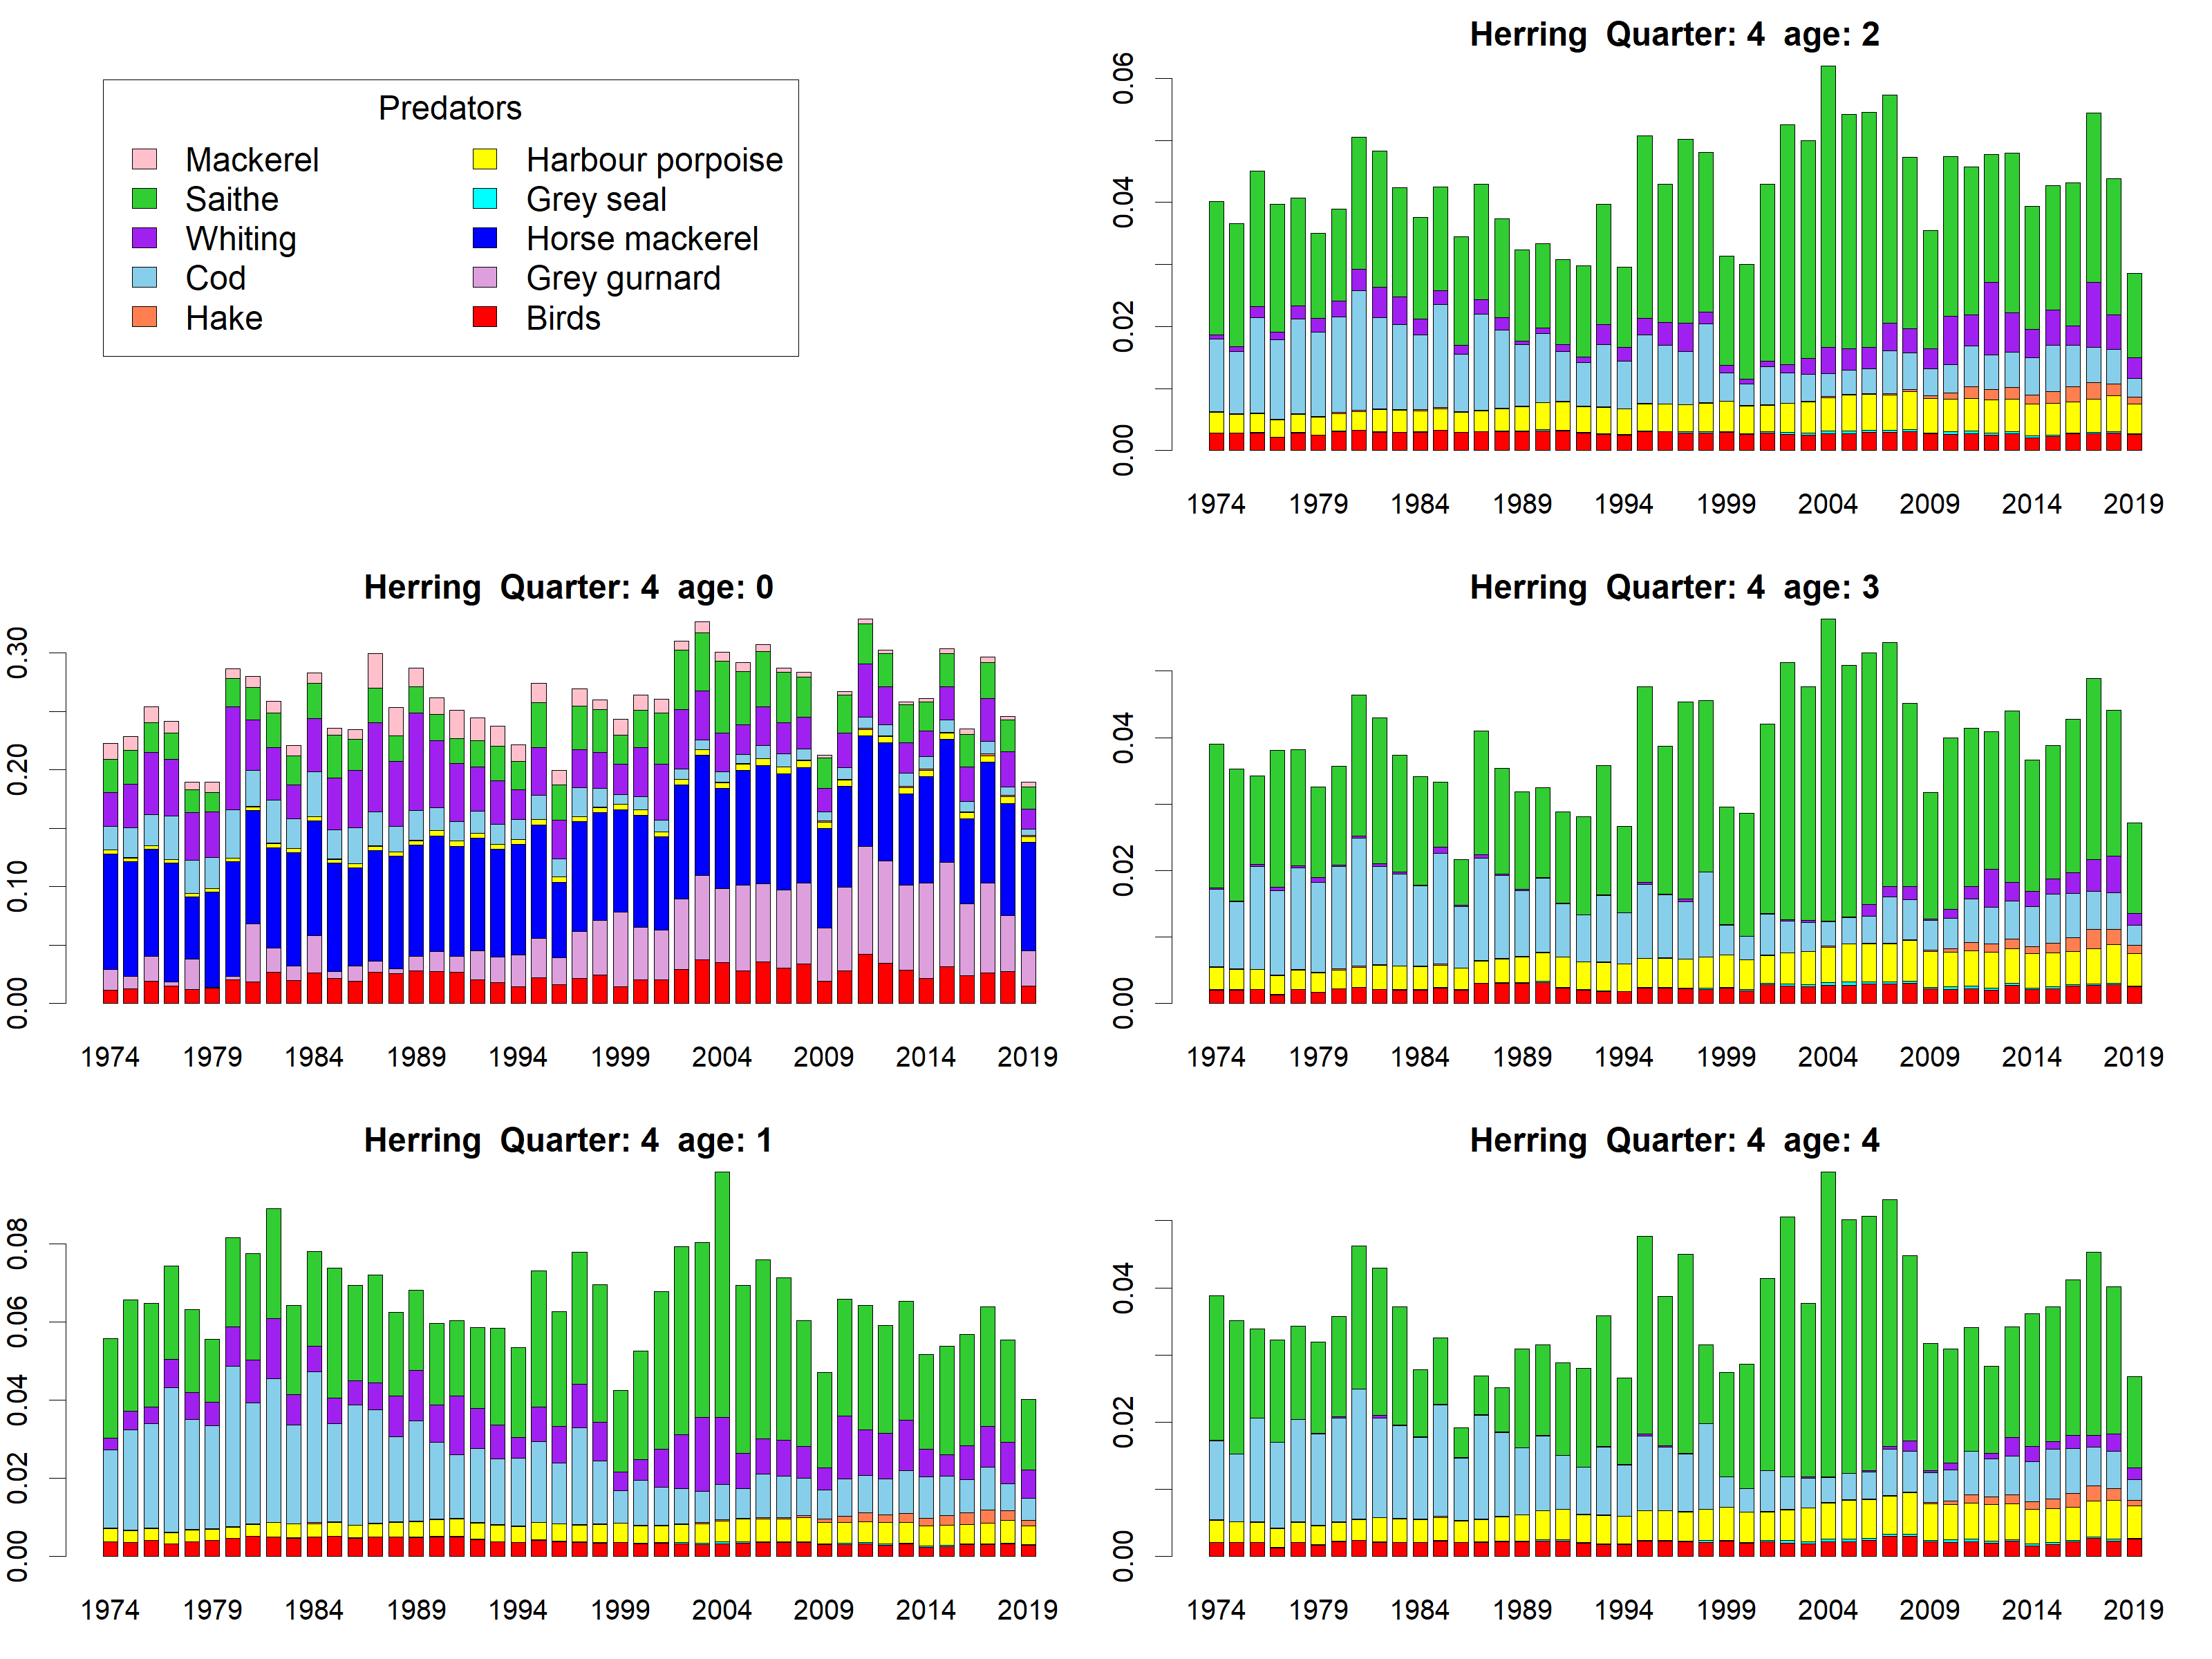 Predators
Mackerel
Saithe
Whiting
Cod
Hake
Harbour porpoise
Grey seal
Horse mackerel
Grey gurnard
Birds
Herring Quarter: 4 age: 2
0.06
0.04
0.02
0.00
1974 1979 1984 1989 1994 1999 2004 2009 2014 2019
Herring Quarter: 4 age: 0
0.30
0.20
0.10
0.00
1974 1979 1984 1989 1994 1999 2004 2009 2014 2019
Herring Quarter: 4 age: 3
0.04
0.02
0.00
1974 1979 1984 1989 1994 1999 2004 2009 2014 2019
Herring Quarter: 4 age: 1
0.08
0.06
0.04
0.02
0.00
1974 1979 1984 1989 1994 1999 2004 2009 2014 2019
Herring Quarter: 4 age: 4
0.04
0.02
0.00
1974 1979 1984 1989 1994 1999 2004 2009 2014 2019